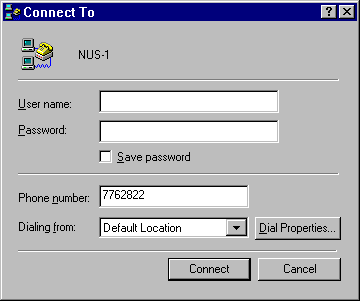 Connect To
NUS-1
User name:
Password:
Save password
Phone number: 7762822
Dialing from: Default Location Dial Properties...
Connect Cancel